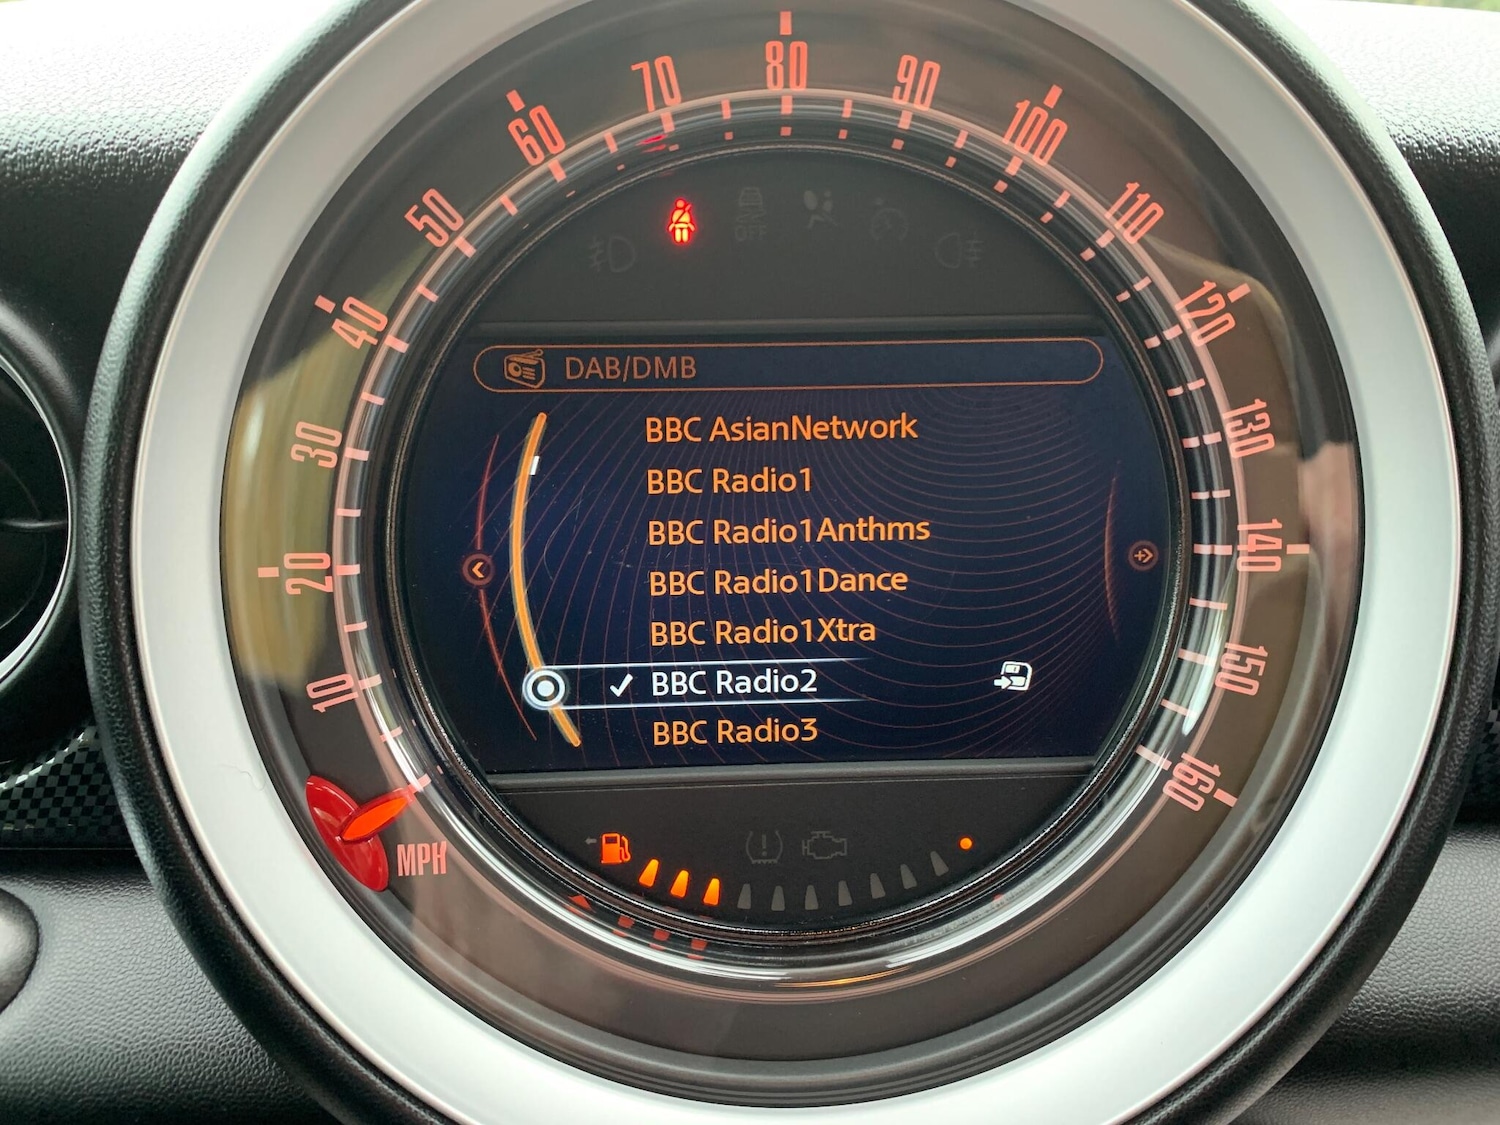 10
20
30
40
50
60
70
80
90
100
110
120
130
140
150
160
MPH
OFF
DAB/DMB
BBC AsianNetwork
BBC Radio1
BBC Radio1Anthms
BBC Radio1Dance
BBC Radio1Xtra
BBC Radio2
BBC Radio3